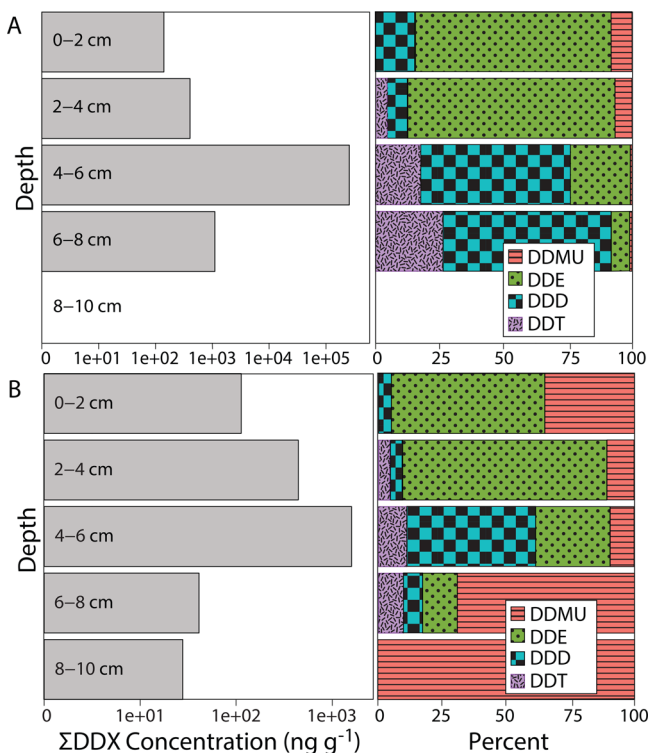 A
Depth
0−2 cm
2−4 cm
4−6 cm
6−8 cm
8−10 cm
DDMU
DDE
DDD
DDT
0 1e+01 1e+02 1e+03 1e+04 1e+05
0 25 50 75 100
B
Depth
0−2 cm
2−4 cm
4−6 cm
6−8 cm
8−10 cm
DDMU
DDE
DDD
DDT
0 1e+01 1e+02 1e+03
0 25 50 75 100
ΣDDX Concentration (ng g⁻¹)
Percent